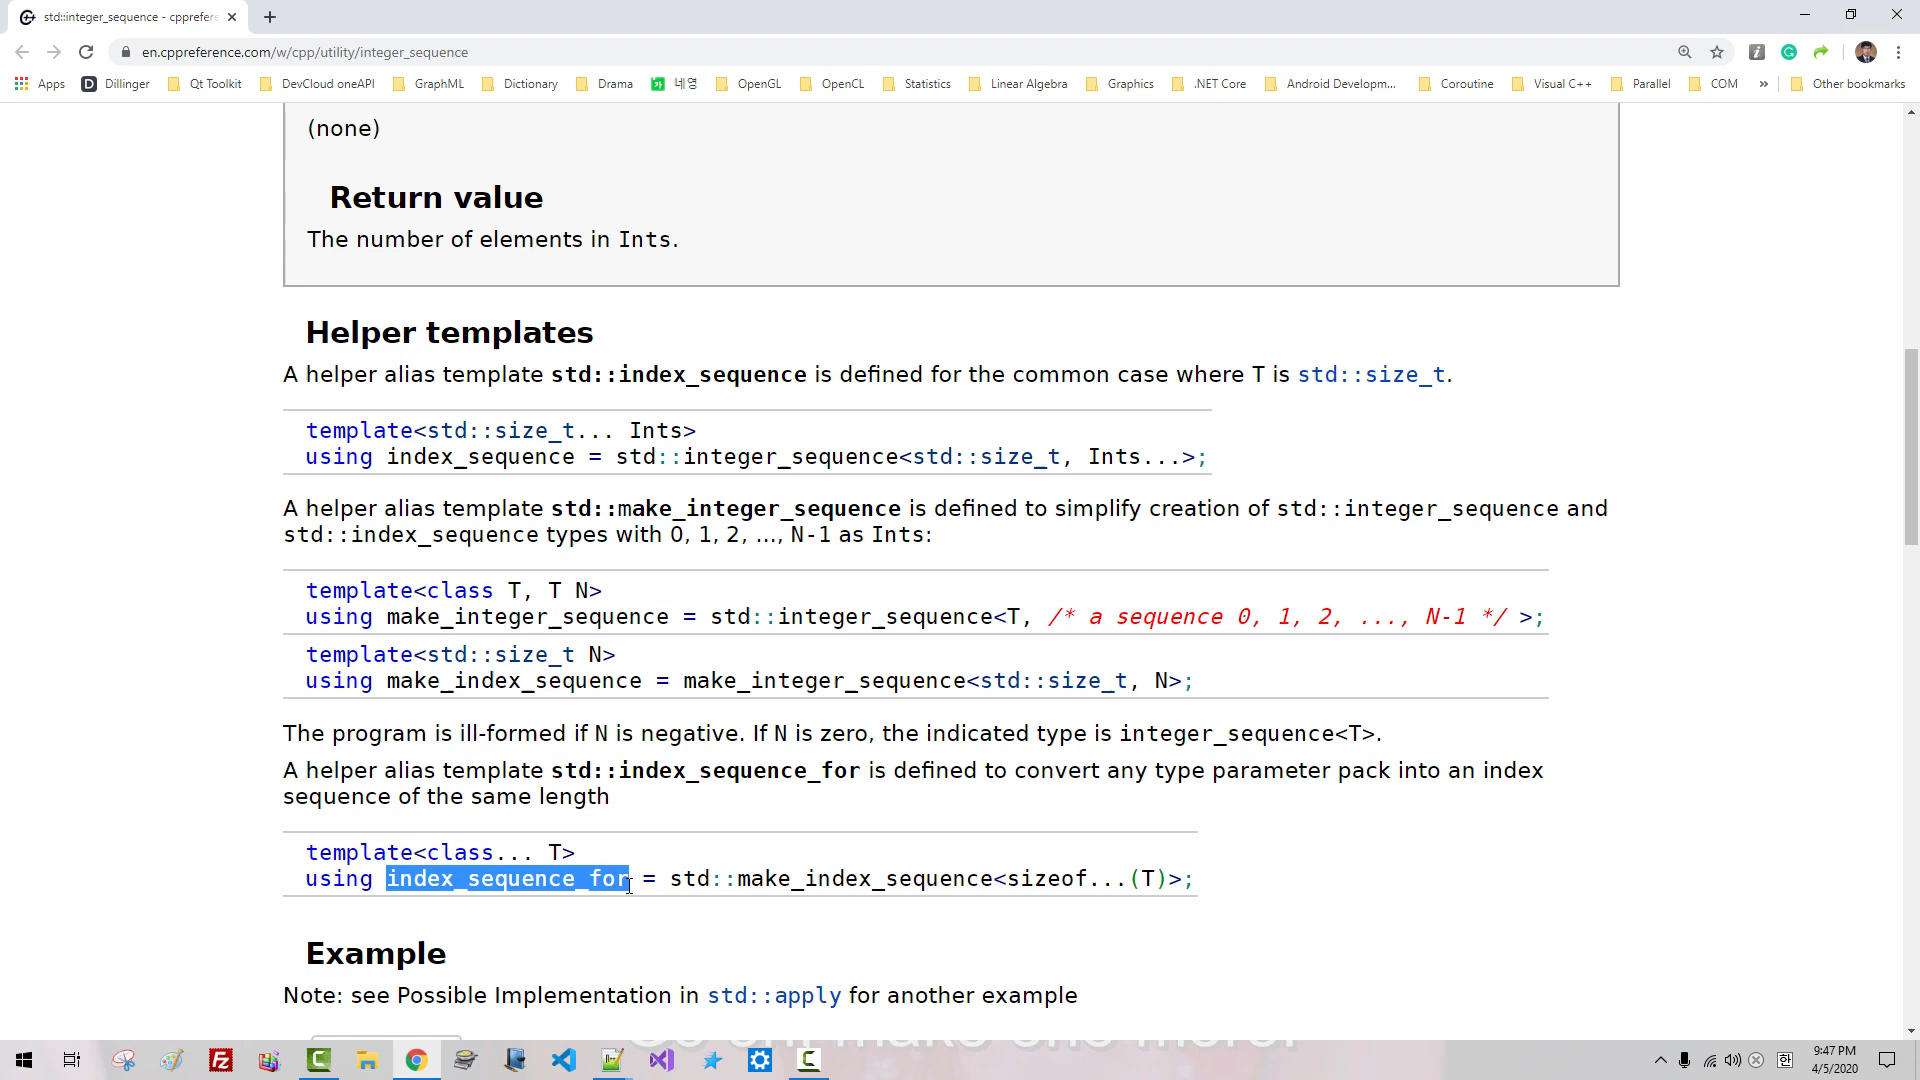 std::integer_sequence - cpprefere
en.cppreference.com/w/cpp/utility/integer_sequence
Apps Dillinger Qt Toolkit DevCloud oneAPI GraphML Dictionary Drama 네영 OpenGL OpenCL Statistics Linear Algebra Graphics .NET Core Android Developm... Coroutine Visual C++ Parallel COM » Other bookmarks
(none)
Return value
The number of elements in Ints.
Helper templates
A helper alias template std::index_sequence is defined for the common case where T is std::size_t.
template<std::size_t... Ints>
using index_sequence = std::integer_sequence<std::size_t, Ints...>;
A helper alias template std::make_integer_sequence is defined to simplify creation of std::integer_sequence and
std::index_sequence types with 0, 1, 2, ..., N-1 as Ints:
template<class T, T N>
using make_integer_sequence = std::integer_sequence<T, /* a sequence 0, 1, 2, ..., N-1 */ >;
template<std::size_t N>
using make_index_sequence = make_integer_sequence<std::size_t, N>;
The program is ill-formed if N is negative. If N is zero, the indicated type is integer_sequence<T>.
A helper alias template std::index_sequence_for is defined to convert any type parameter pack into an index
sequence of the same length
template<class... T>
using index_sequence_for = std::make_index_sequence<sizeof...(T)>;
Example
Note: see Possible Implementation in std::apply for another example
9:47 PM
한
4/5/2020